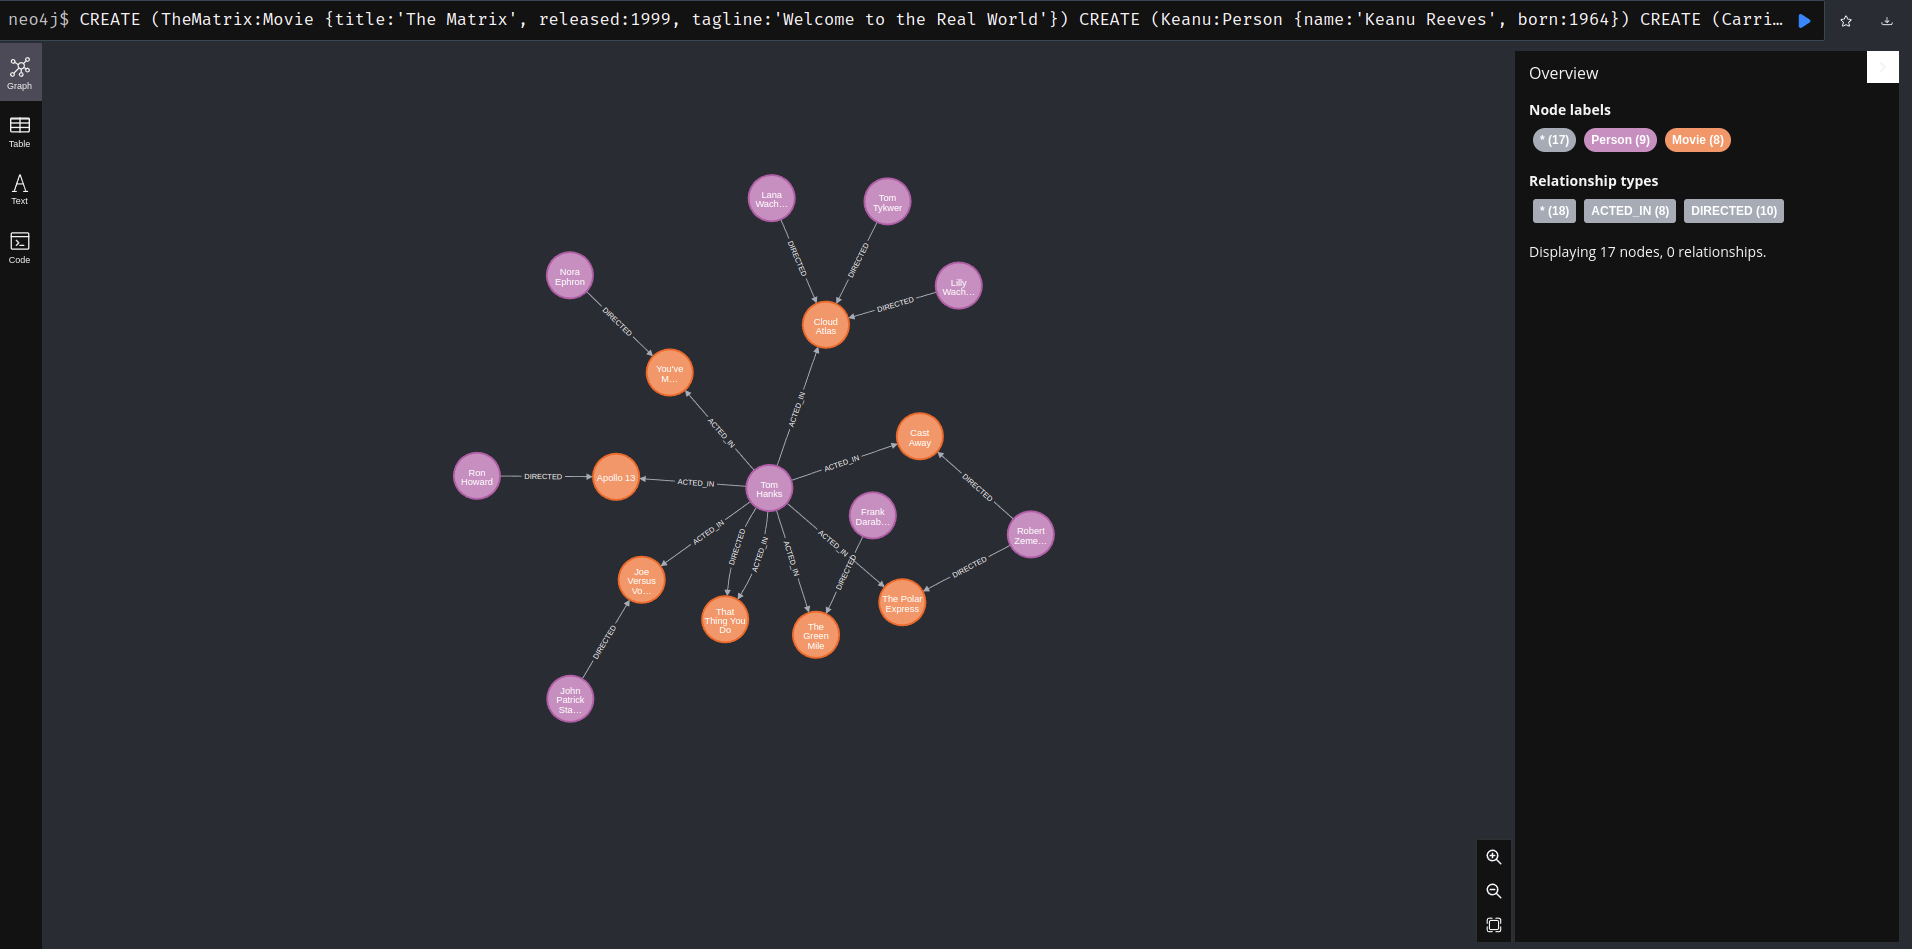 neo4j$ CREATE (TheMatrix:Movie {title:'The Matrix', released:1999, tagline:'Welcome to the Real World'}) CREATE (Keanu:Person {name:'Keanu Reeves', born:1964}) CREATE (Carri…
Graph
Table
Text
Code
Lana
Wach…
Tom
Tykwer
DIRECTED
DIRECTED
Nora
Ephron
Lilly
Wach…
DIRECTED
DIRECTED
Cloud
Atlas
You've
M…
ACTED_IN
ACTED_IN
Cast
Away
ACTED_IN
Ron
Howard
DIRECTED
Apollo 13
ACTED_IN
Tom
Hanks
DIRECTED
Frank
Darab…
Robert
Zeme…
ACTED_IN
DIRECTED
ACTED_IN
ACTED_IN
ACTED_IN
DIRECTED
DIRECTED
Joe
Versus
Vo…
That
Thing You
Do
The
Green
Mile
The Polar
Express
DIRECTED
John
Patrick
Sta…
Overview
Node labels
* (17) Person (9) Movie (8)
Relationship types
* (18) ACTED_IN (8) DIRECTED (10)
Displaying 17 nodes, 0 relationships.